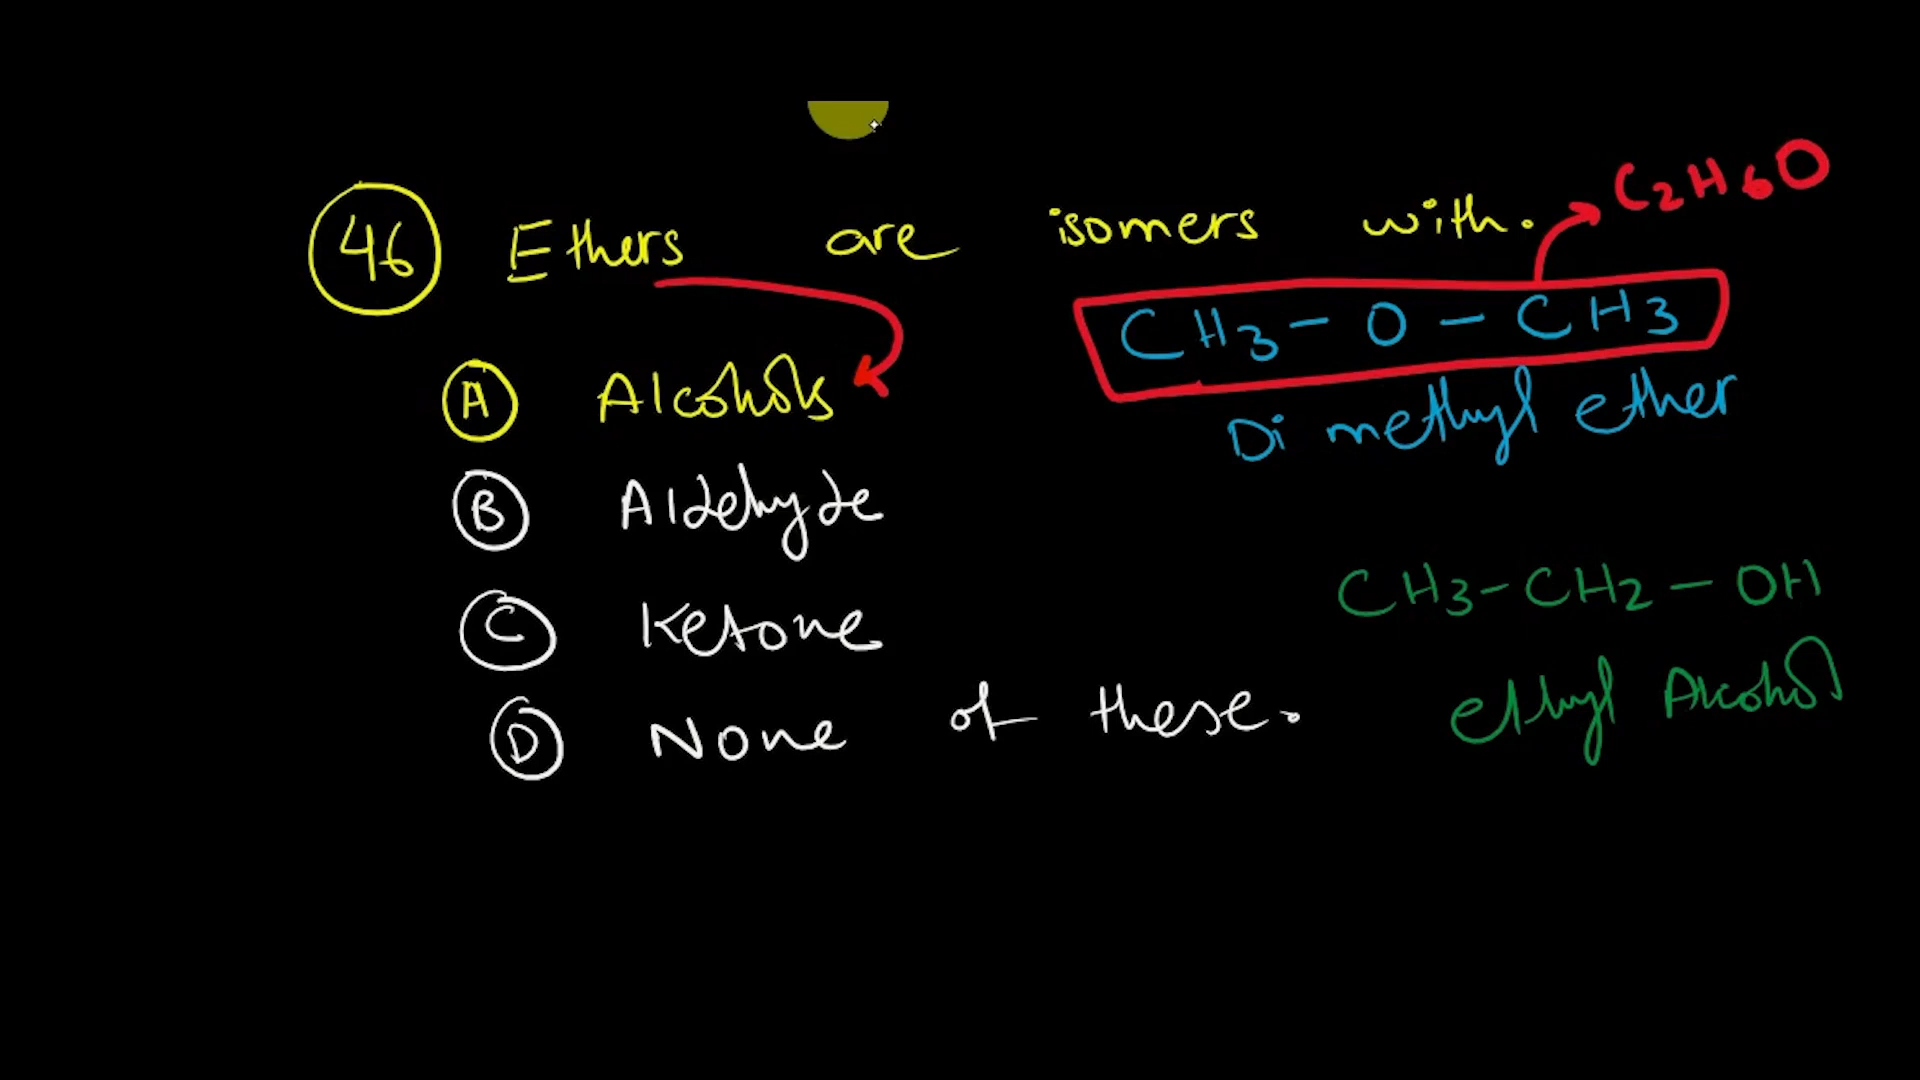 46 Ethers are isomers with.
C2H6O
CH3 - O - CH3
Di methyl ether
A Alcohols
B Aldehyde
C Ketone
D None of these.
CH3-CH2-OH
ethyl Alcohol